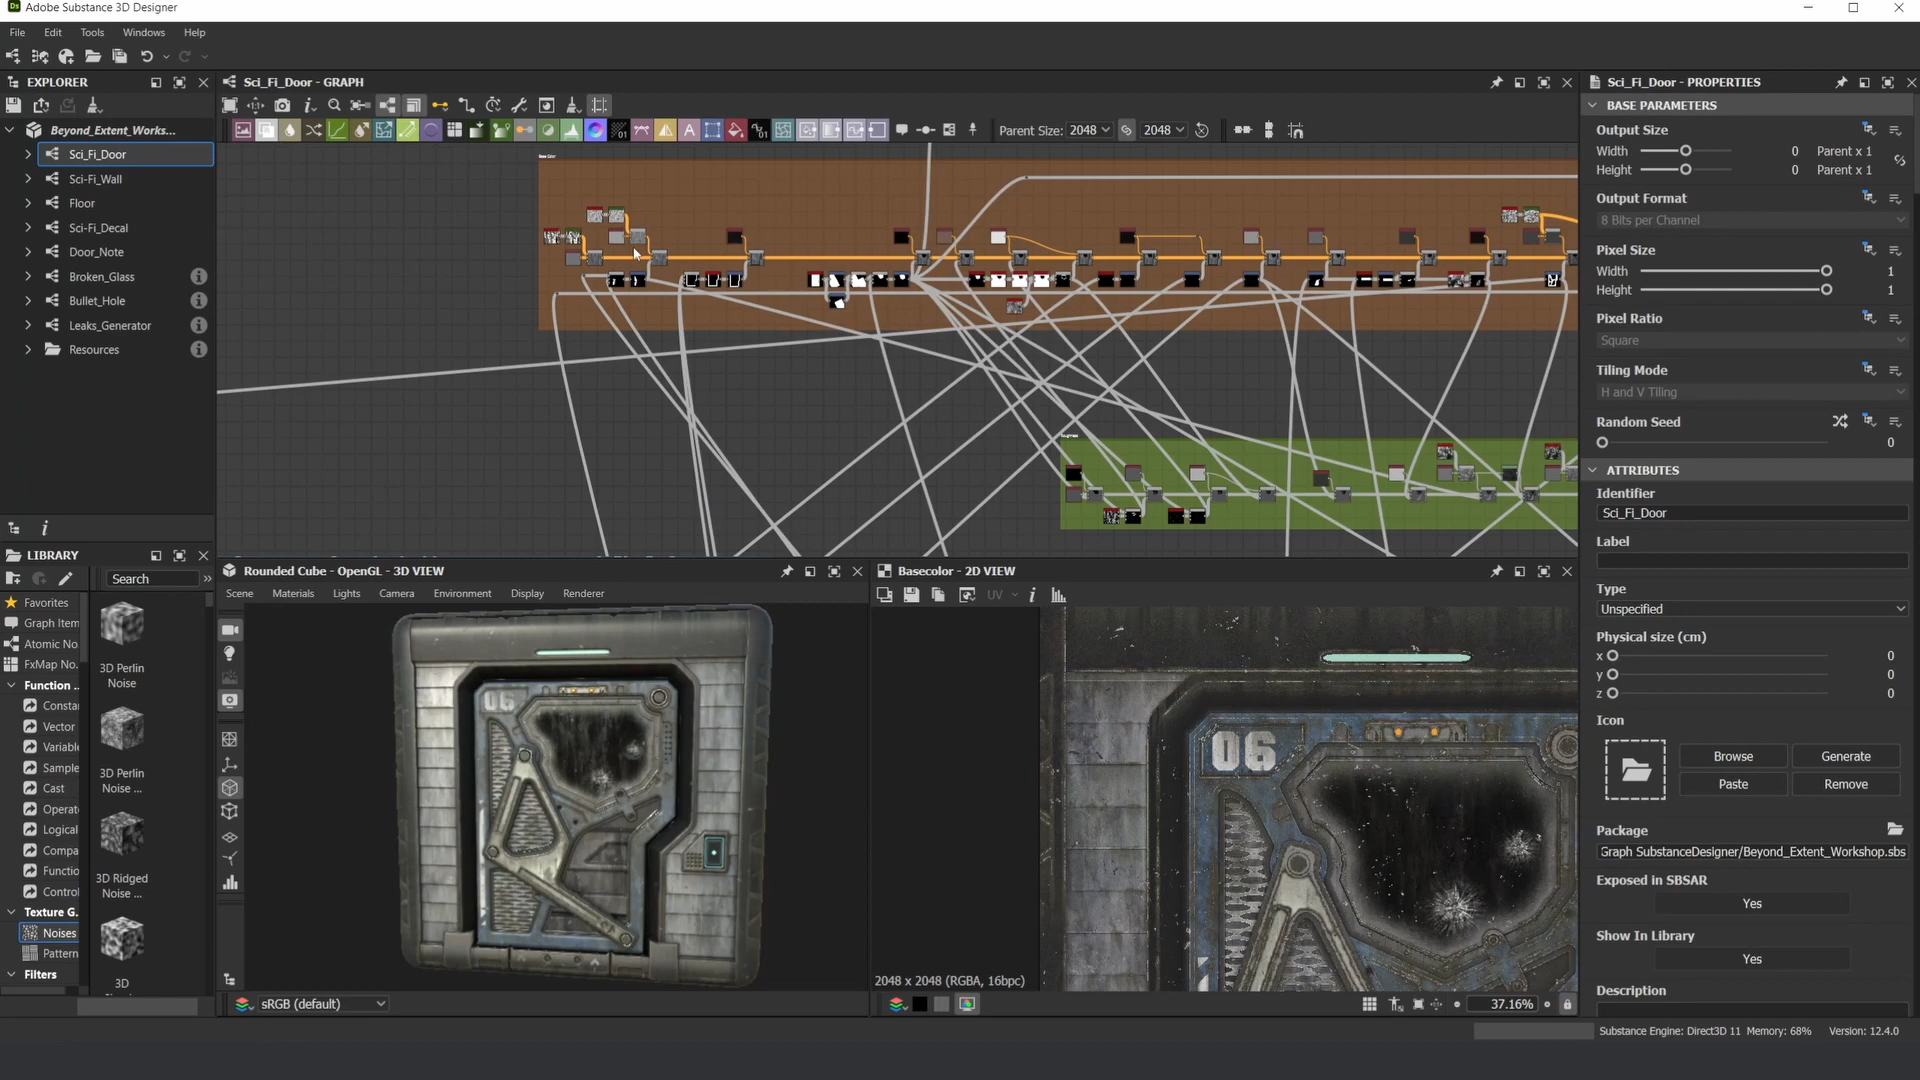 Ds Adobe Substance 3D Designer
File Edit Tools Windows Help
EXPLORER
Beyond_Extent_Works...
Sci_Fi_Door
Sci-Fi_Wall
Floor
Sci-Fi_Decal
Door_Note
Broken_Glass
Bullet_Hole
Leaks_Generator
Resources
LIBRARY
Search
Favorites
Graph Item
Atomic No
FxMap No.
Function ..
Consta
Vector
Variable
Sample
Cast
Operat
Logical
Compa
Functio
Control
Texture G.
Noises
Pattern
Filters
3D Perlin
Noise
3D Perlin
Noise ...
3D Ridged
Noise ...
3D
Sci_Fi_Door - GRAPH
Parent Size: 2048 2048
Base Color
Rounded Cube - OpenGL - 3D VIEW
Scene Materials Lights Camera Environment Display Renderer
06
sRGB (default)
Basecolor - 2D VIEW
UV
06
2048 x 2048 (RGBA, 16bpc)
37.16%
Sci_Fi_Door - PROPERTIES
BASE PARAMETERS
Output Size
Width 0 Parent x 1
Height 0 Parent x 1
Output Format
8 Bits per Channel
Pixel Size
Width 1
Height 1
Pixel Ratio
Square
Tiling Mode
H and V Tiling
Random Seed
0
ATTRIBUTES
Identifier
Sci_Fi_Door
Label
Type
Unspecified
Physical size (cm)
x 0
y 0
z 0
Icon
Browse Generate
Paste Remove
Package
Graph SubstanceDesigner/Beyond_Extent_Workshop.sbs
Exposed in SBSAR
Yes
Show In Library
Yes
Description
Substance Engine: Direct3D 11 Memory: 68% Version: 12.4.0